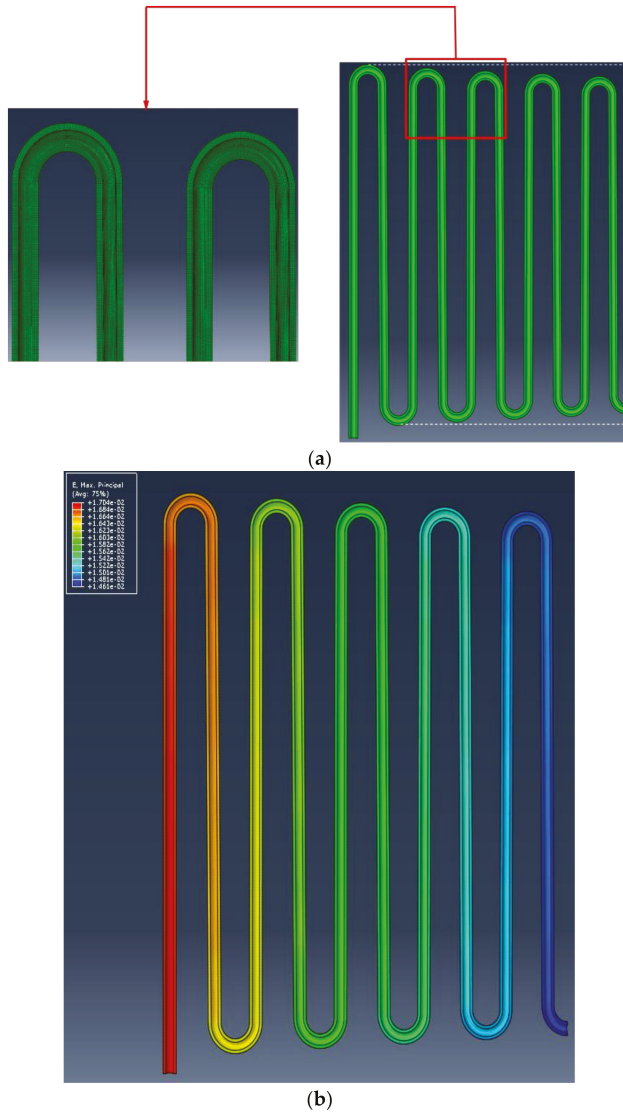 (a)
E, Max. Principal
(Avg: 75%)
+1.704e-02
+1.684e-02
+1.664e-02
+1.643e-02
+1.623e-02
+1.603e-02
+1.582e-02
+1.562e-02
+1.542e-02
+1.522e-02
+1.501e-02
+1.481e-02
+1.461e-02
(b)